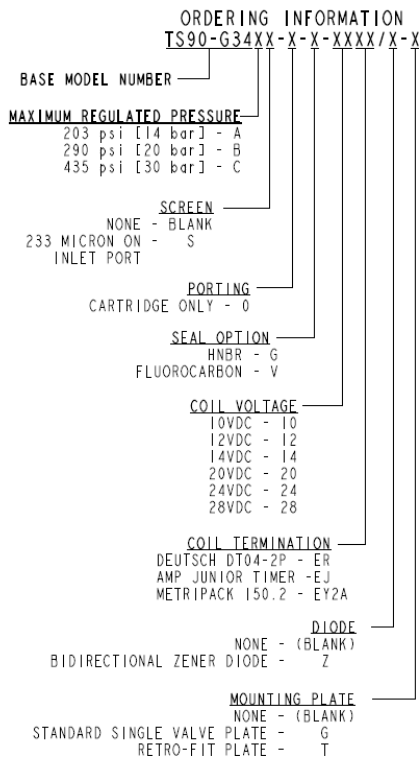 ORDERING INFORMATION
TS90-G34XX-X-X-XXXX/X-X
BASE MODEL NUMBER
MAXIMUM REGULATED PRESSURE
203 psi [14 bar] - A
290 psi [20 bar] - B
435 psi [30 bar] - C
SCREEN
NONE - BLANK
233 MICRON ON - S
INLET PORT
PORTING
CARTRIDGE ONLY - 0
SEAL OPTION
HNBR - G
FLUOROCARBON - V
COIL VOLTAGE
10VDC - 10
12VDC - 12
14VDC - 14
20VDC - 20
24VDC - 24
28VDC - 28
COIL TERMINATION
DEUTSCH DT04-2P - ER
AMP JUNIOR TIMER -EJ
METRIPACK 150.2 - EY2A
DIODE
NONE - (BLANK)
BIDIRECTIONAL ZENER DIODE - Z
MOUNTING PLATE
NONE - (BLANK)
STANDARD SINGLE VALVE PLATE - G
RETRO-FIT PLATE - T